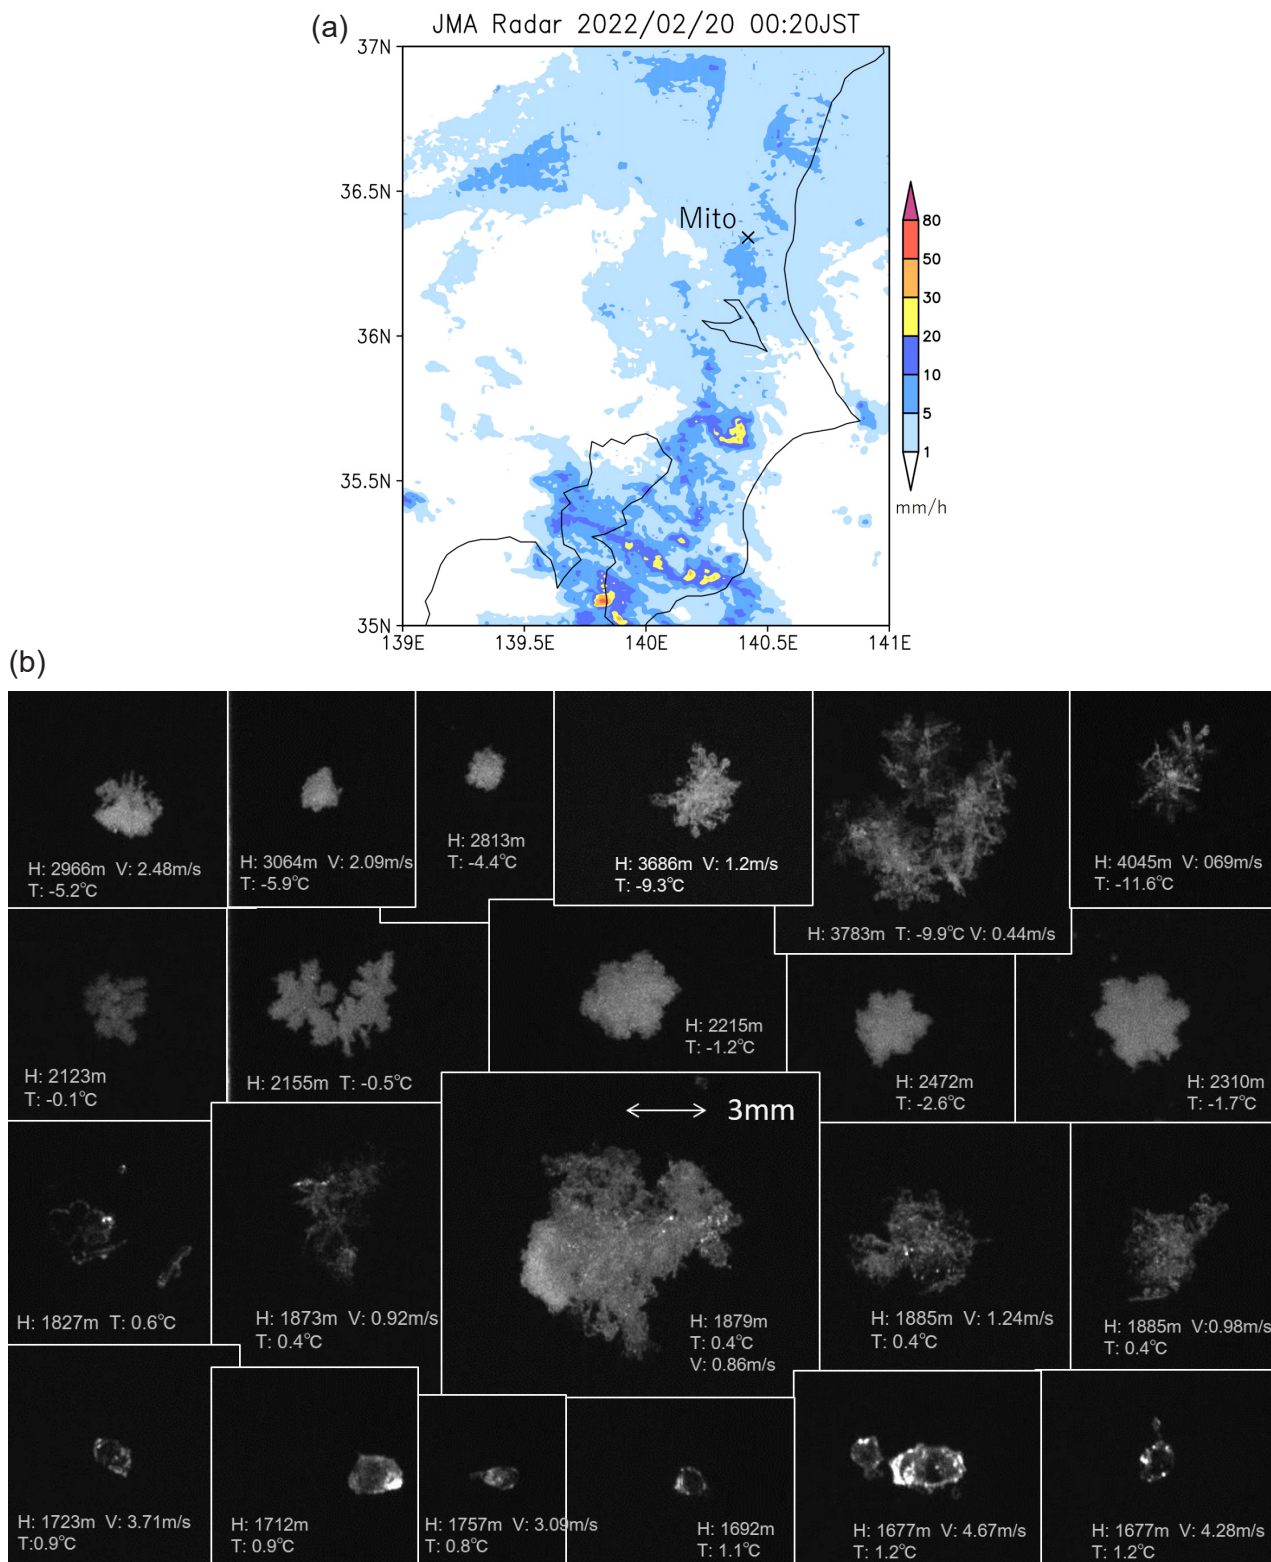 (a)
JMA Radar 2022/02/20 00:20JST
37N
36.5N
36N
35.5N
35N
139E
139.5E
140E
140.5E
141E
Mito
80
50
30
20
10
5
1
mm/h
(b)
H: 2966m V: 2.48m/s
T: -5.2℃
H: 3064m V: 2.09m/s
T: -5.9℃
H: 2813m
T: -4.4℃
H: 3686m V: 1.2m/s
T: -9.3℃
H: 3783m T: -9.9℃ V: 0.44m/s
H: 4045m V: 069m/s
T: -11.6℃
H: 2123m
T: -0.1℃
H: 2155m T: -0.5℃
H: 2215m
T: -1.2℃
H: 2472m
T: -2.6℃
H: 2310m
T: -1.7℃
3mm
H: 1827m T: 0.6℃
H: 1873m V: 0.92m/s
T: 0.4℃
H: 1879m
T: 0.4℃
V: 0.86m/s
H: 1885m V: 1.24m/s
T: 0.4℃
H: 1885m V:0.98m/s
T: 0.4℃
H: 1723m V: 3.71m/s
T:0.9℃
H: 1712m
T: 0.9℃
H: 1757m V: 3.09m/s
T: 0.8℃
H: 1692m
T: 1.1℃
H: 1677m V: 4.67m/s
T: 1.2℃
H: 1677m V: 4.28m/s
T: 1.2℃